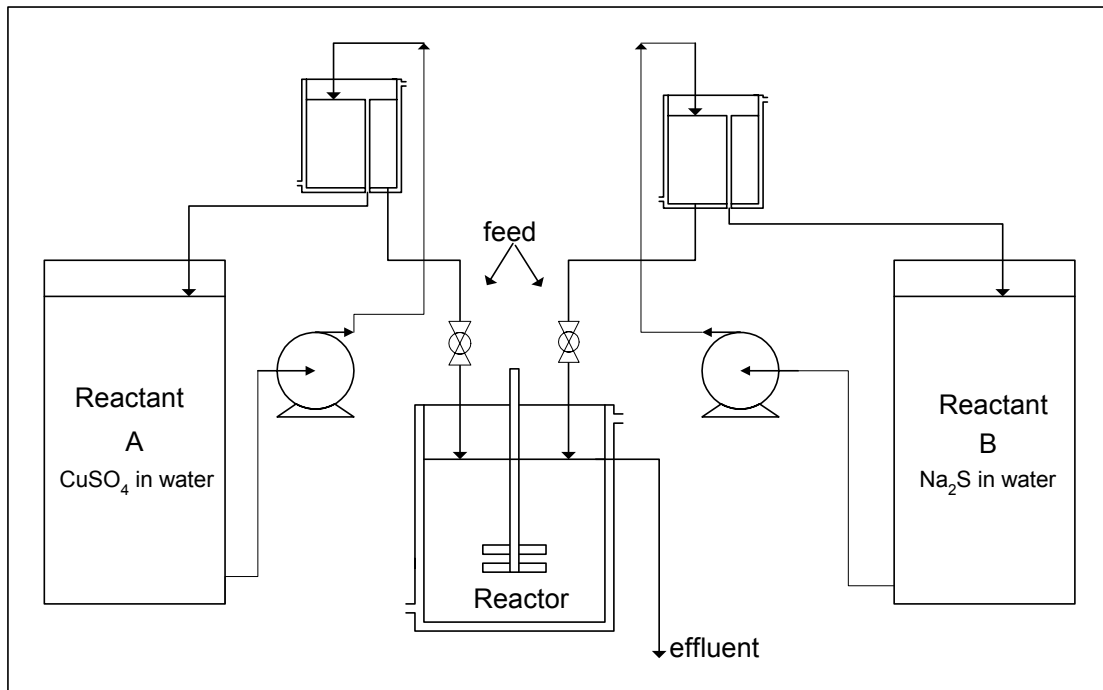 feed
Reactant
A
CuSO₄ in water
Reactant
B
Na₂S in water
Reactor
effluent